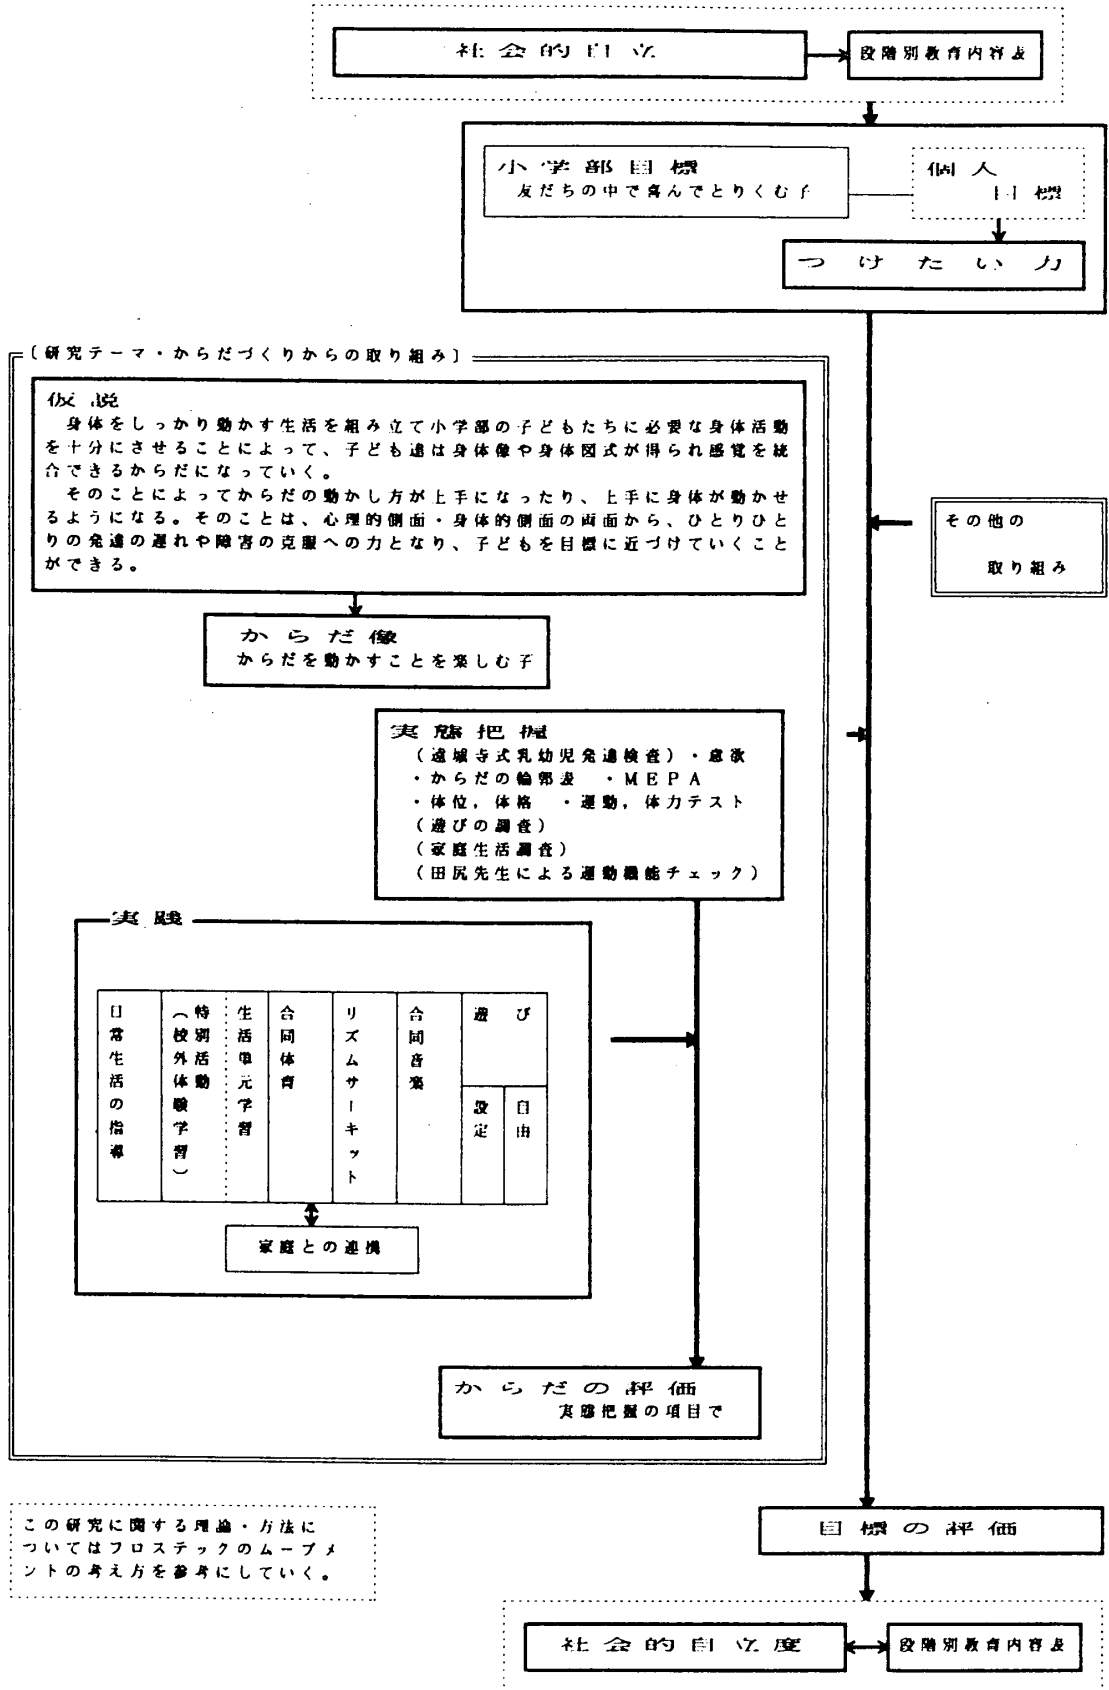 社会的自立
段階別教育内容表
小学部目標
友だちの中で喜んでとりくむ子
個人
目標
つけたい力
〔研究テーマ・からだづくりからの取り組み〕
仮説
身体をしっかり動かす生活を組み立て小学部の子どもたちに必要な身体活動
を十分にさせることによって、子ども達は身体像や身体図式が得られ感覚を統
合できるからだになっていく。
そのことによってからだの動かし方が上手になったり、上手に身体が動かせ
るようになる。そのことは、心理的側面・身体的側面の両面から、ひとりひと
りの発達の遅れや障害の克服への力となり、子どもを目標に近づけていくこと
ができる。
その他の
取り組み
からだ像
からだを動かすことを楽しむ子
実態把握
(遠城寺式乳幼児発達検査)・意欲
・からだの輪郭表 ・MEPA
・体位,体格 ・運動,体力テスト
(遊びの調査)
(家庭生活調査)
(田尻先生による運動機能チェック)
実践
日常生活の指導
特別活動
(校外体験学習)
生活単元学習
合同体育
リズムサーキット
合同音楽
遊び
設定
自由
家庭との連携
からだの評価
実態把握の項目で
この研究に関する理論・方法に
ついてはフロステックのムーブメ
ントの考え方を参考にしていく。
目標の評価
社会的自立度
段階別教育内容表